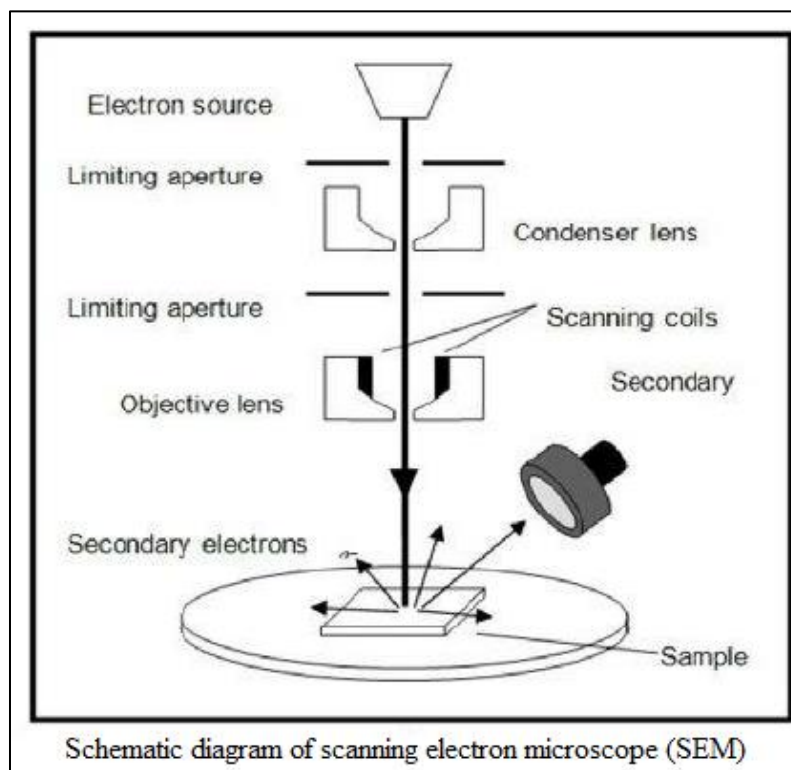 Electron source
Limiting aperture
Condenser lens
Limiting aperture
Scanning coils
Secondary
Objective lens
Secondary electrons
Sample
Schematic diagram of scanning electron microscope (SEM)